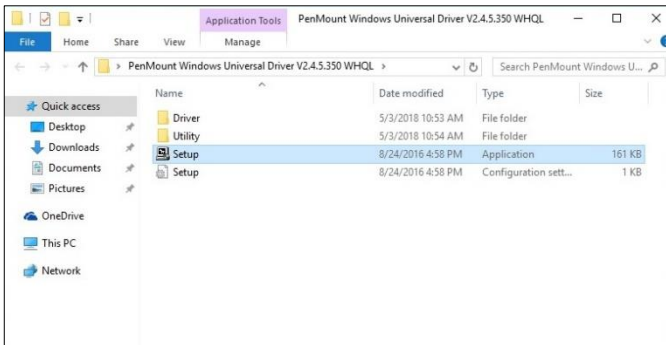 Application Tools PenMount Windows Universal Driver V2.4.5.350 WHQL
File Home Share View Manage
PenMount Windows Universal Driver V2.4.5.350 WHQL Search PenMount Windows U...
Name Date modified Type Size
Quick access
Desktop
Downloads
Documents
Pictures
OneDrive
This PC
Network
Driver 5/3/2018 10:53 AM File folder
Utility 5/3/2018 10:54 AM File folder
Setup 8/24/2016 4:58 PM Application 161 KB
Setup 8/24/2016 4:58 PM Configuration sett... 1 KB